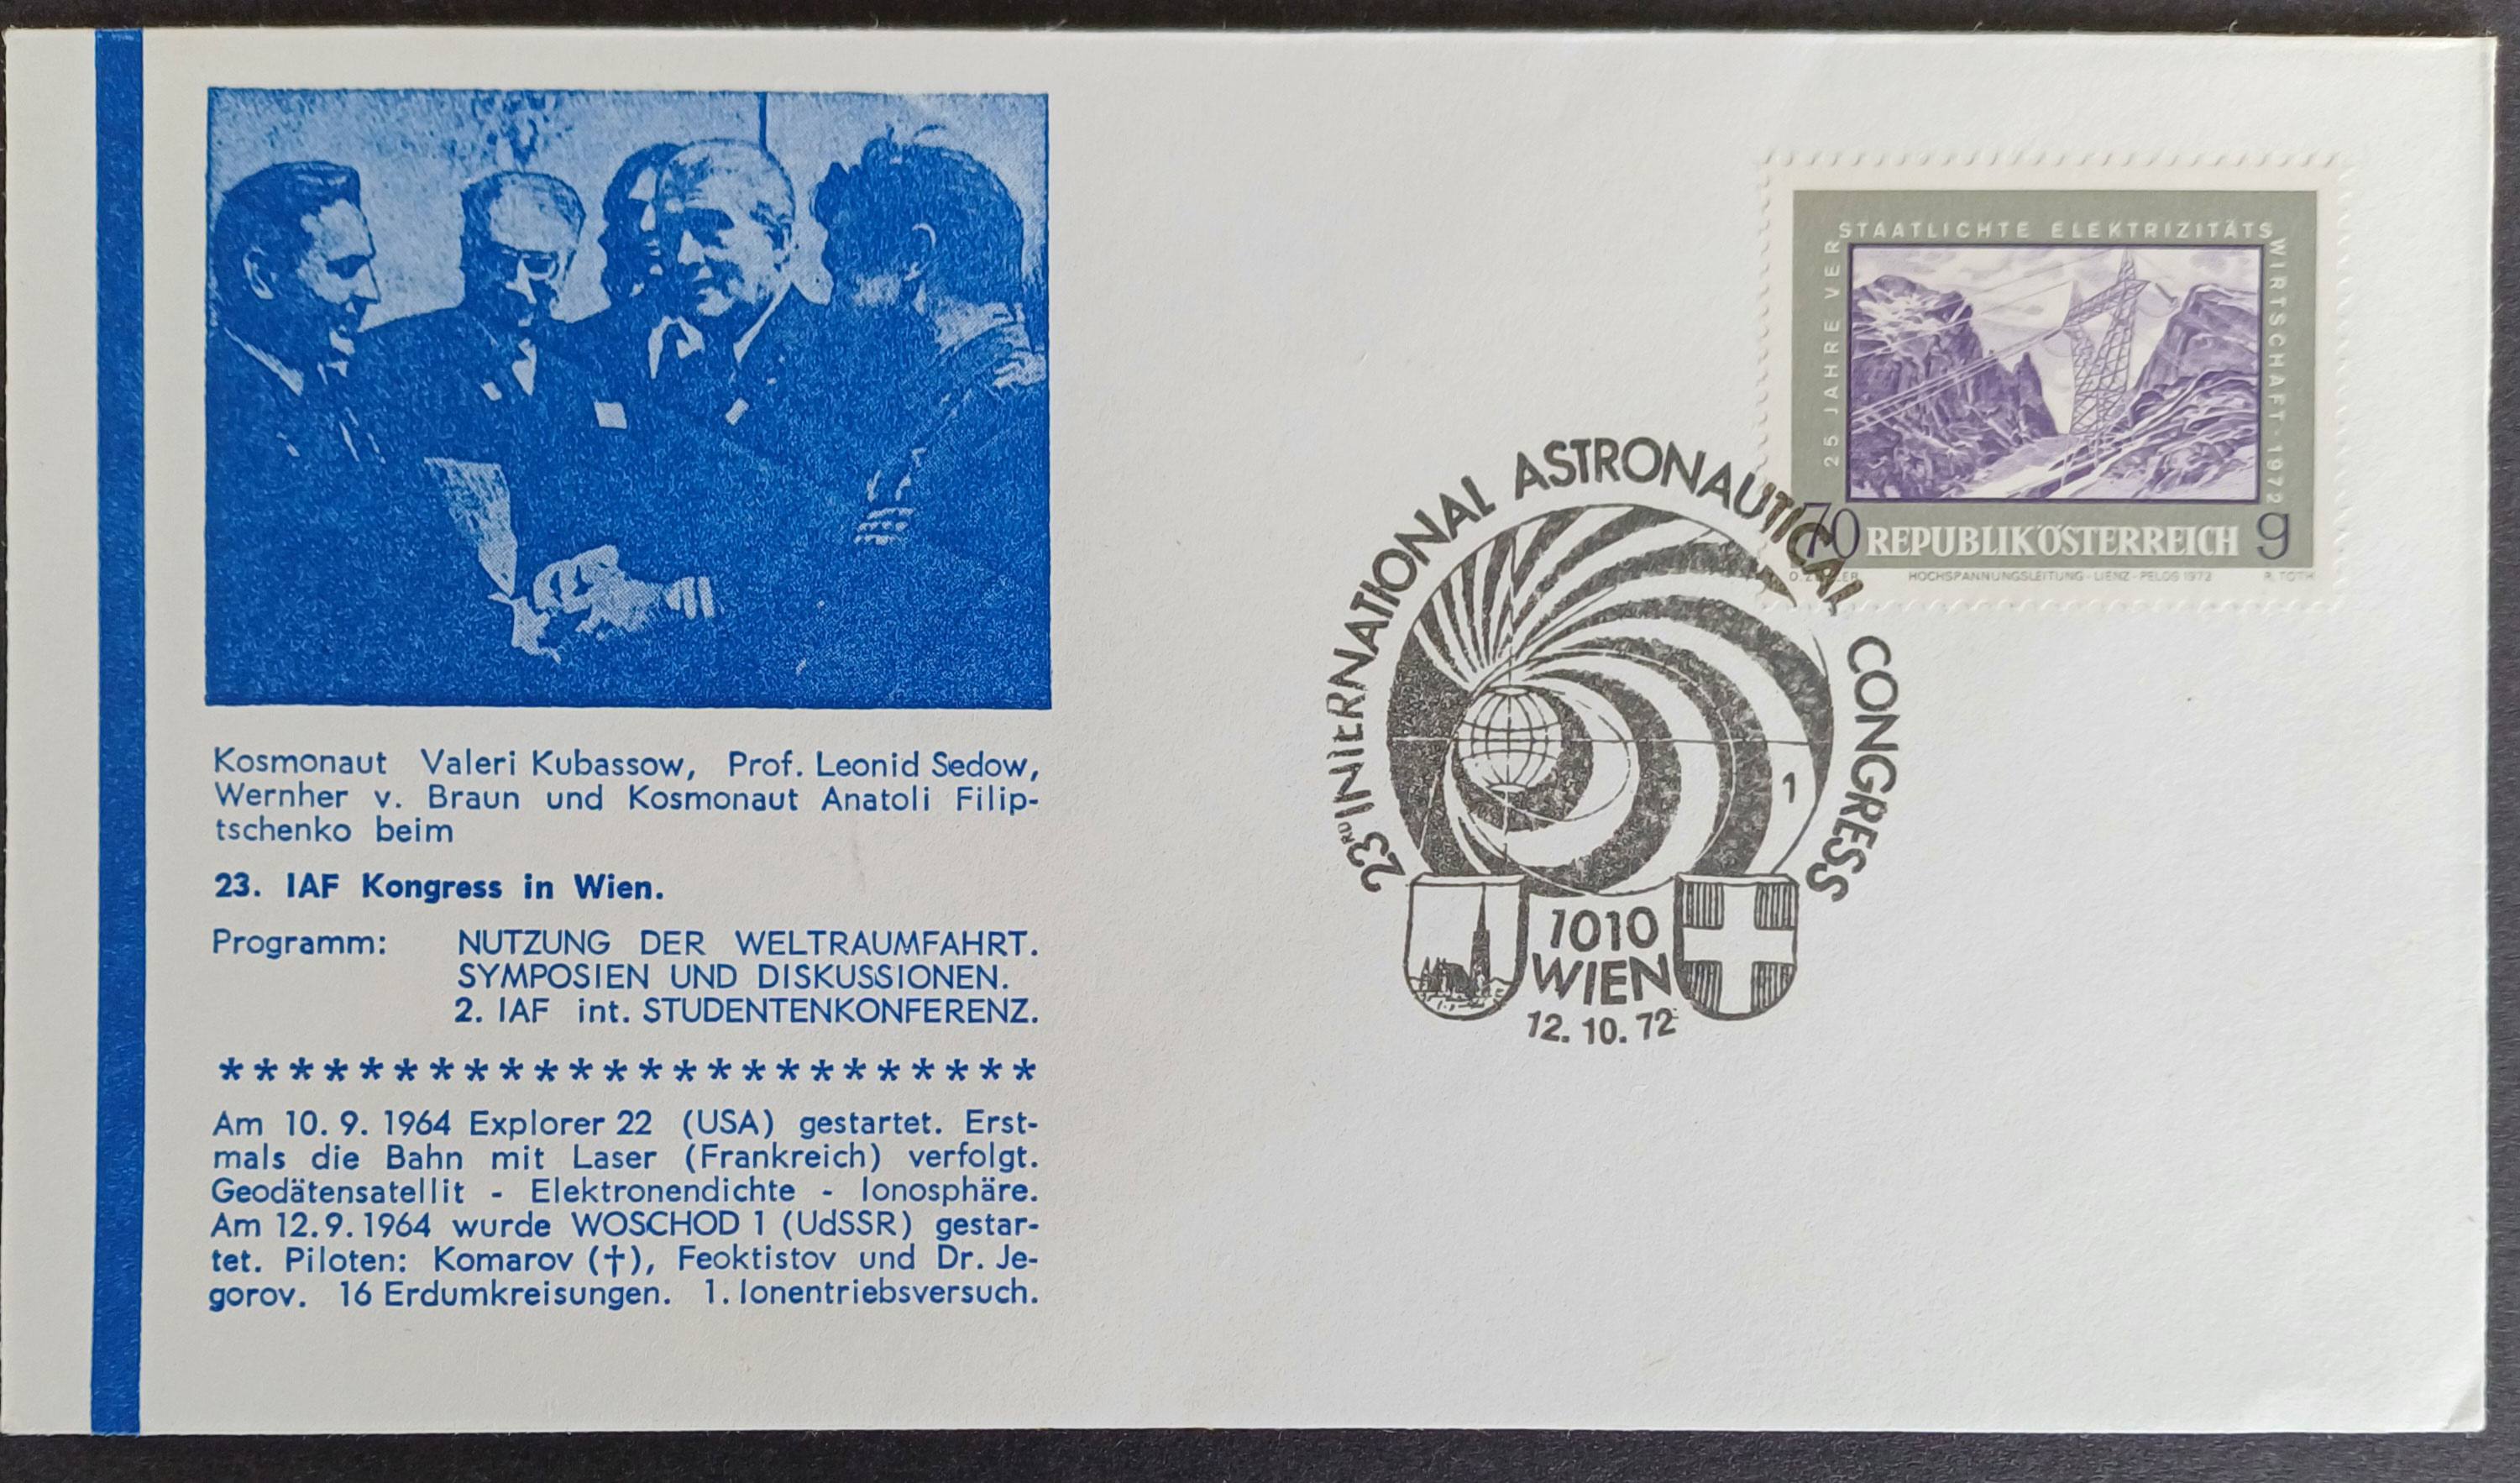 Kosmonaut Valeri Kubassow, Prof. Leonid Sedow,
Wernher v. Braun und Kosmonaut Anatoli Filip-
tschenko beim
23. IAF Kongress in Wien.
Programm: NUTZUNG DER WELTRAUMFAHRT.
SYMPOSIEN UND DISKUSSIONEN.
2. IAF int. STUDENTENKONFERENZ.
************************
Am 10. 9. 1964 Explorer 22 (USA) gestartet. Erst-
mals die Bahn mit Laser (Frankreich) verfolgt.
Geodätensatellit - Elektronendichte - Ionosphäre.
Am 12. 9. 1964 wurde WOSCHOD 1 (UdSSR) gestar-
tet. Piloten: Komarov (†), Feoktistov und Dr. Je-
gorov. 16 Erdumkreisungen. 1. Ionentriebsversuch.
25 JAHRE VERSTAATLICHTE ELEKTRIZITÄTSWIRTSCHAFT · 1972
70 REPUBLIK ÖSTERREICH g
HOCHSPANNUNGSLEITUNG · LIENZ · PELOS 1972 R. TOTH
23RD INTERNATIONAL ASTRONAUTICAL CONGRESS
1
1010
WIEN
12. 10. 72